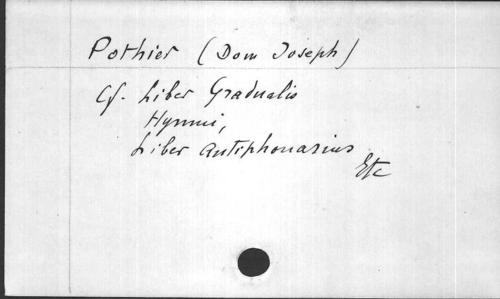 Pothier (Dom Joseph)
Cf. Liber Gradualis
Hymni,
Liber Antiphonarius
Etc